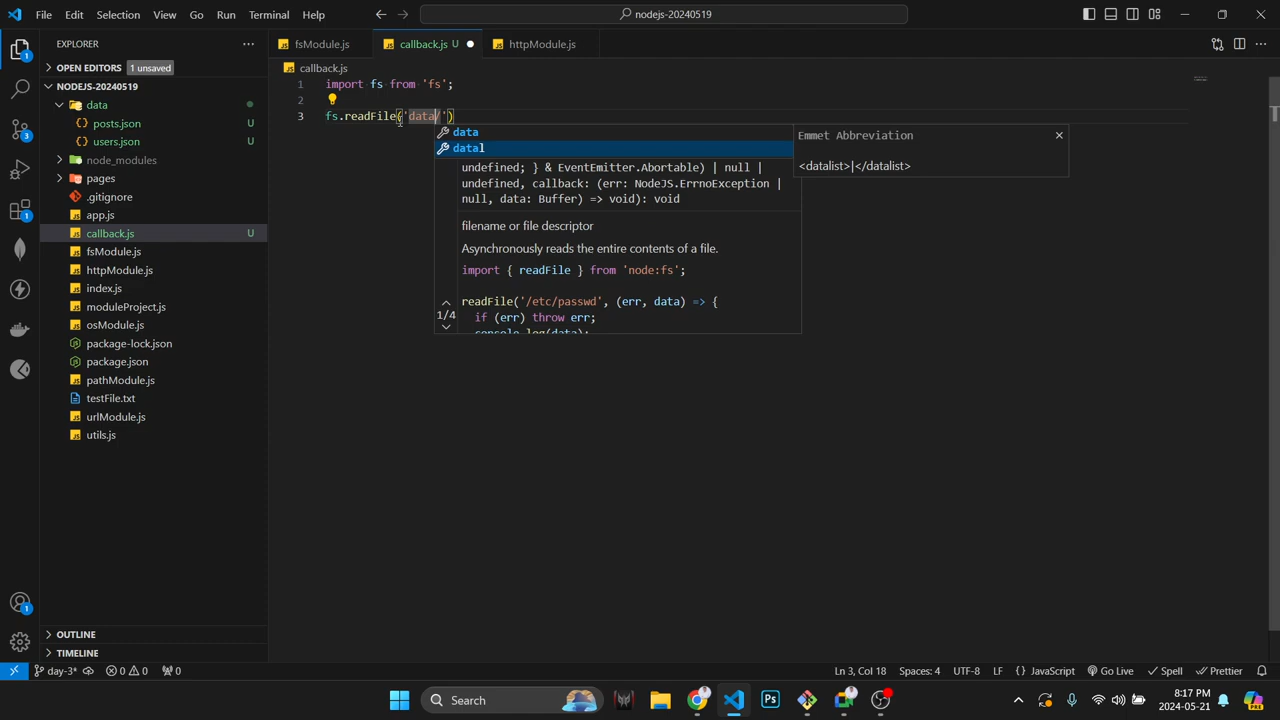 File Edit Selection View Go Run Terminal Help
nodejs-20240519
EXPLORER
OPEN EDITORS 1 unsaved
NODEJS-20240519
data
posts.json U
users.json U
node_modules
pages
.gitignore
app.js
callback.js U
fsModule.js
httpModule.js
index.js
moduleProject.js
osModule.js
package-lock.json
package.json
pathModule.js
testFile.txt
urlModule.js
utils.js
OUTLINE
TIMELINE
fsModule.js callback.js U httpModule.js
callback.js
1 import fs from 'fs';
2
3 fs.readFile('data/')
data
datal
undefined; } & EventEmitter.Abortable) | null |
undefined, callback: (err: NodeJS.ErrnoException |
null, data: Buffer) => void): void
filename or file descriptor
Asynchronously reads the entire contents of a file.
import { readFile } from 'node:fs';
readFile('/etc/passwd', (err, data) => {
if (err) throw err;
console.log(data);
1/4
Emmet Abbreviation
<datalist>|</datalist>
day-3* 0 0 0
Ln 3, Col 18 Spaces: 4 UTF-8 LF {} JavaScript Go Live Spell Prettier
Search
8:17 PM
2024-05-21